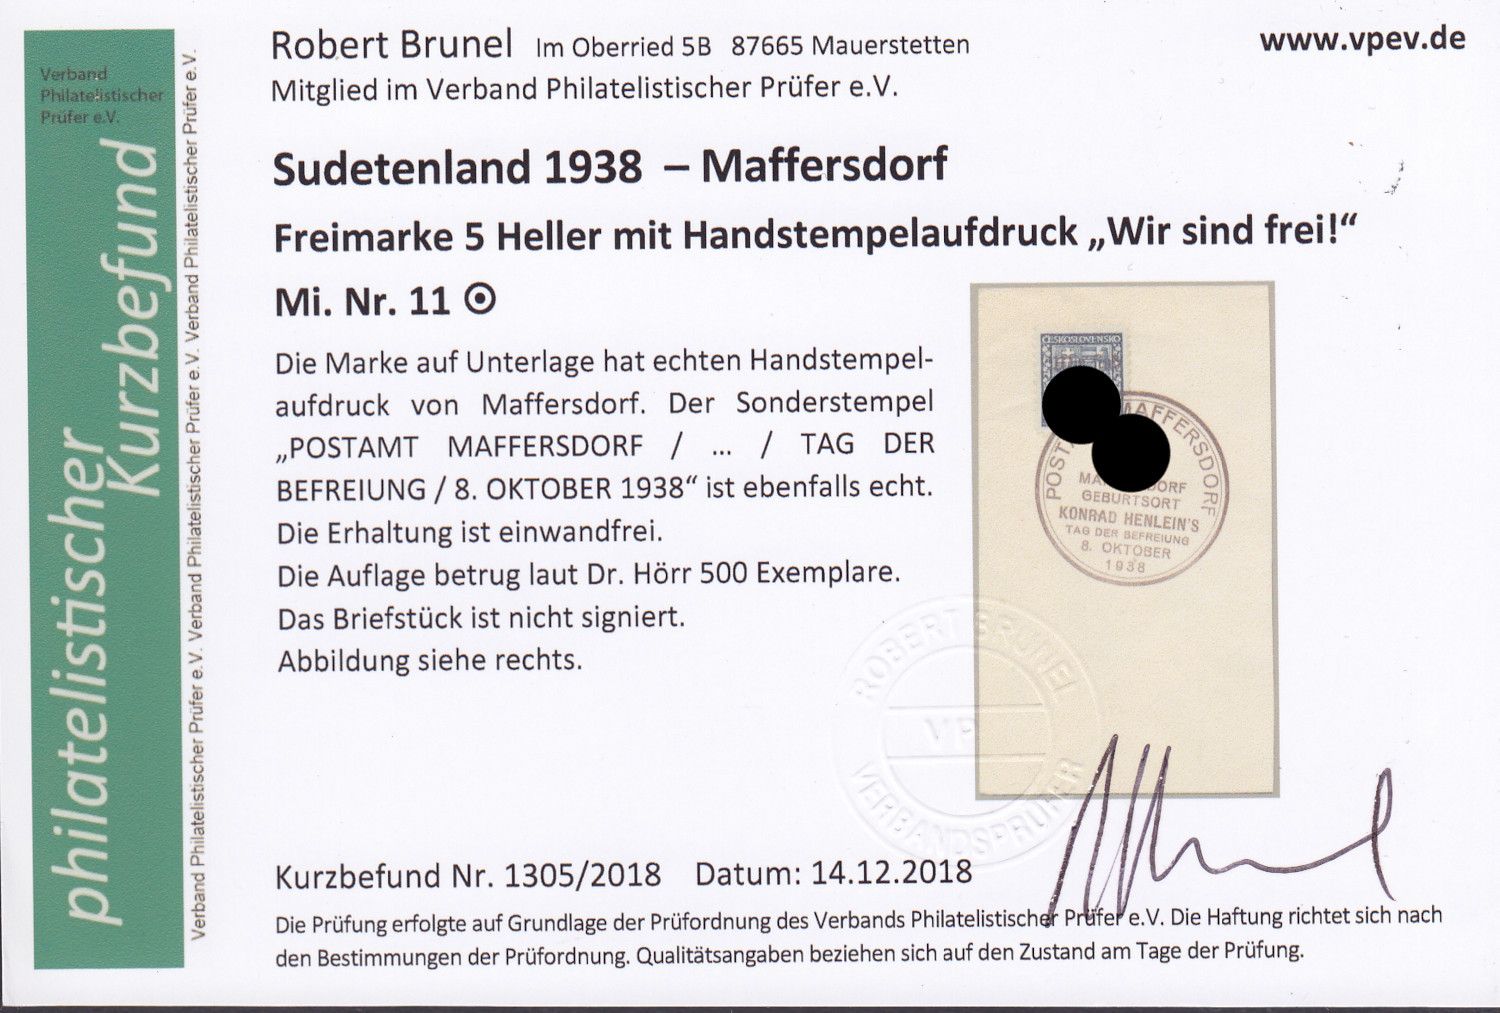 Robert Brunel Im Oberried 5B 87665 Mauerstetten
www.vpev.de
Mitglied im Verband Philatelistischer Prüfer e.V.
Verband
Philatelistischer
Prüfer e.V.
philatelistischer
Kurzbefund
Verband Philatelistischer Prüfer e.V. Verband Philatelistischer Prüfer e.V. Verband Philatelistischer Prüfer e.V. Verband Philatelistischer Prüfer e.V.
Sudetenland 1938 – Maffersdorf
Freimarke 5 Heller mit Handstempelaufdruck „Wir sind frei!“
Mi. Nr. 11
Die Marke auf Unterlage hat echten Handstempel-
aufdruck von Maffersdorf. Der Sonderstempel
„POSTAMT MAFFERSDORF / ... / TAG DER
BEFREIUNG / 8. OKTOBER 1938“ ist ebenfalls echt.
Die Erhaltung ist einwandfrei.
Die Auflage betrug laut Dr. Hörr 500 Exemplare.
Das Briefstück ist nicht signiert.
Abbildung siehe rechts.
ČESKOSLOVENSKO
MAFFERSDORF
GEBURTSORT
KONRAD HENLEIN'S
TAG DER BEFREIUNG
8. OKTOBER
1938
ROBERT BRUNEL
VP
VERBANDSPRÜFER
Kurzbefund Nr. 1305/2018 Datum: 14.12.2018
Die Prüfung erfolgte auf Grundlage der Prüfordnung des Verbands Philatelistischer Prüfer e.V. Die Haftung richtet sich nach
den Bestimmungen der Prüfordnung. Qualitätsangaben beziehen sich auf den Zustand am Tage der Prüfung.